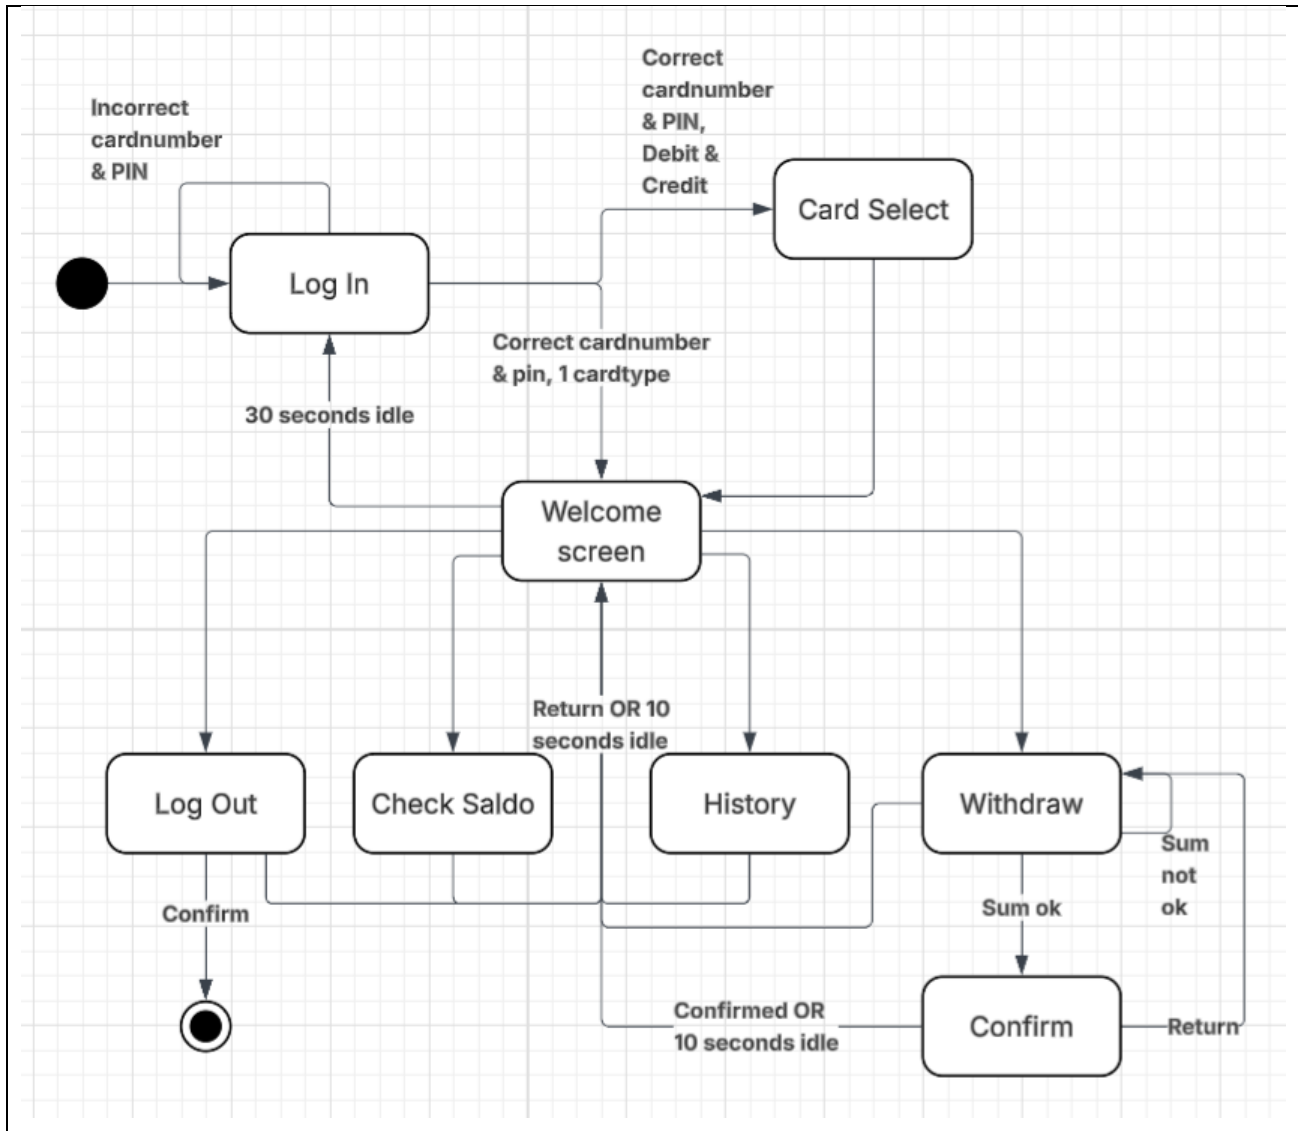 Correct
cardnumber
& PIN,
Debit &
Credit
Incorrect
cardnumber
& PIN
Card Select
Log In
Correct cardnumber
& pin, 1 cardtype
30 seconds idle
Welcome
screen
Return OR 10
seconds idle
Log Out
Check Saldo
History
Withdraw
Sum
not
ok
Confirm
Sum ok
Confirmed OR
10 seconds idle
Confirm
Return